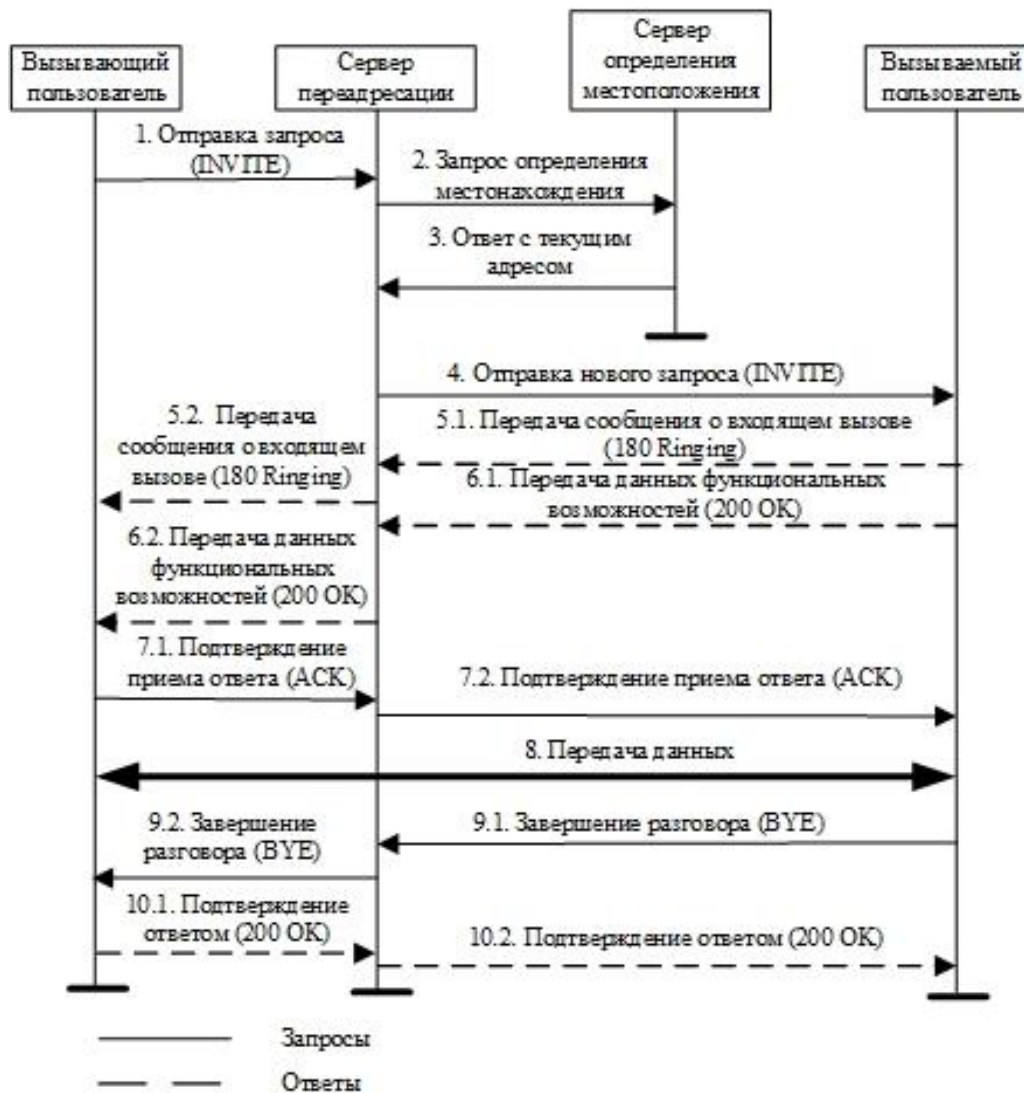 Вызывающий
пользователь
Сервер
переадресации
Сервер
определения
местоположения
Вызываемый
пользователь
1. Отправка запроса
(INVITE)
2. Запрос определения
местонахождения
3. Ответ с текущим
адресом
4. Отправка нового запроса (INVITE)
5.2. Передача
сообщения о входящем
вызове (180 Ringing)
5.1. Передача сообщения о входящем вызове
(180 Ringing)
6.1. Передача данных функциональных
возможностей (200 OK)
6.2. Передача данных
функциональных
возможностей (200 OK)
7.1. Подтверждение
приема ответа (ACK)
7.2. Подтверждение приема ответа (ACK)
8. Передача данных
9.2. Завершение
разговора (BYE)
9.1. Завершение разговора (BYE)
10.1. Подтверждение
ответом (200 OK)
10.2. Подтверждение ответом (200 OK)
Запросы
Ответы